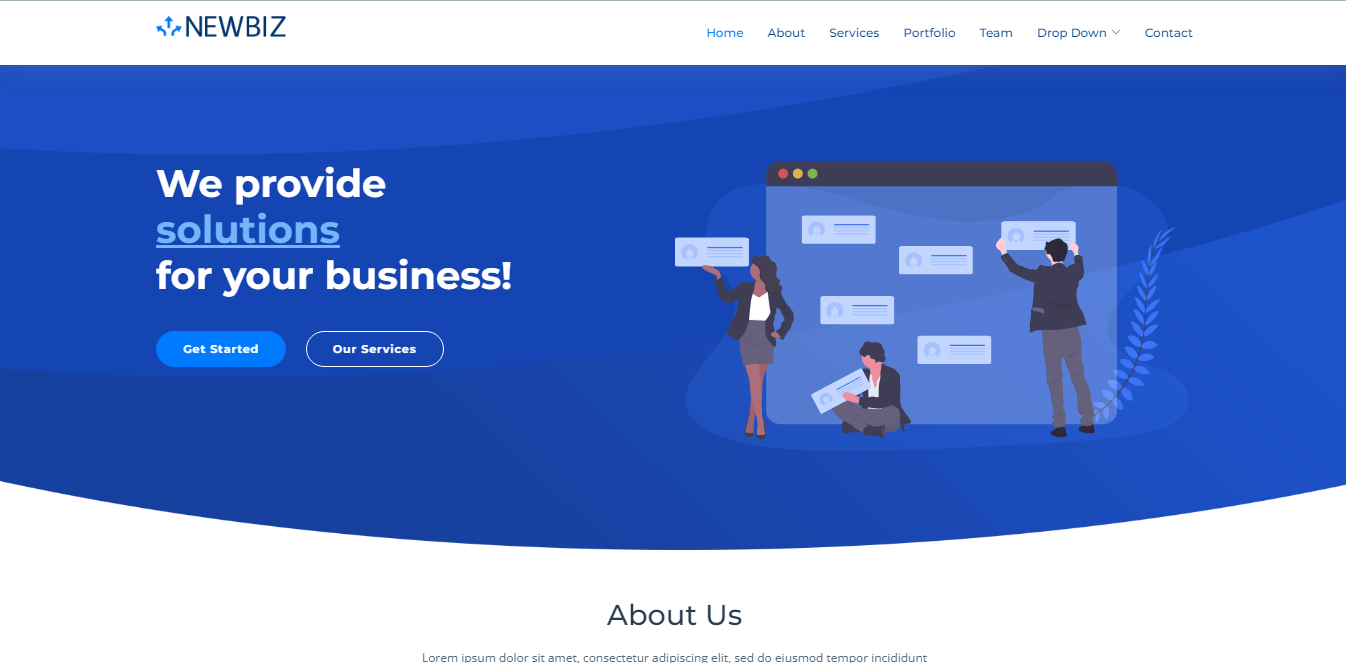 NEWBIZ
Home About Services Portfolio Team Drop Down Contact
We provide
solutions
for your business!
Get Started Our Services
About Us
Lorem ipsum dolor sit amet, consectetur adipiscing elit, sed do eiusmod tempor incididunt